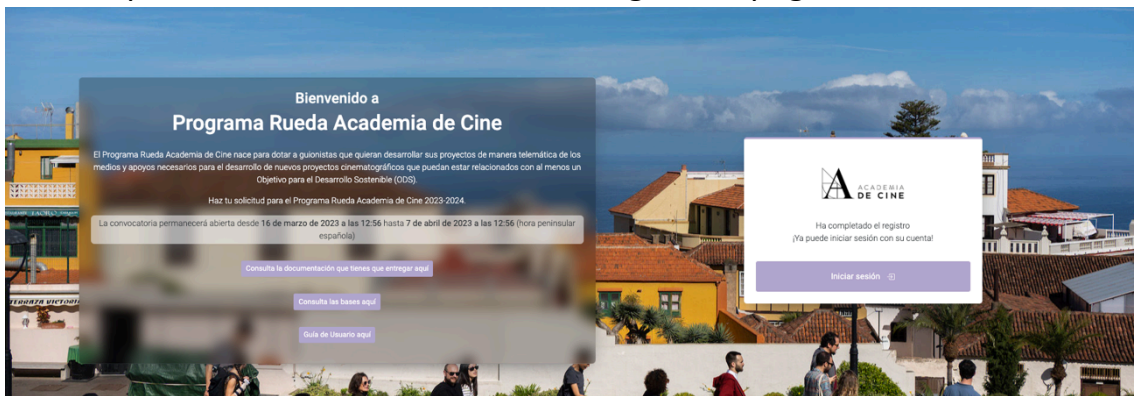 Bienvenido a
Programa Rueda Academia de Cine
El Programa Rueda Academia de Cine nace para dotar a guionistas que quieran desarrollar sus proyectos de manera telemática de los
medios y apoyos necesarios para el desarrollo de nuevos proyectos cinematográficos que puedan estar relacionados con al menos un
Objetivo para el Desarrollo Sostenible (ODS).
Haz tu solicitud para el Programa Rueda Academia de Cine 2023-2024.
La convocatoria permanecerá abierta desde 16 de marzo de 2023 a las 12:56 hasta 7 de abril de 2023 a las 12:56 (hora peninsular
española)
Consulta la documentación que tienes que entregar aquí
Consulta las bases aquí
Guía de Usuario aquí
ACADEMIA
DE CINE
Ha completado el registro
¡Ya puede iniciar sesión con su cuenta!
Iniciar sesión